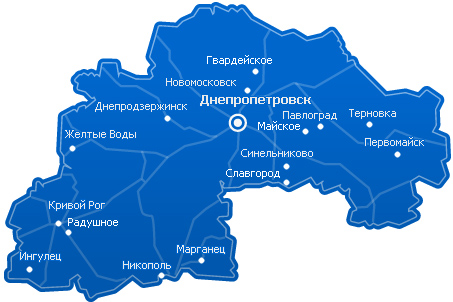 Гвардейское
Новомосковск
Днепропетровск
Днепродзержинск
Павлоград
Терновка
Майское
Желтые Воды
Первомайск
Синельниково
Славгород
Кривой Рог
Радушное
Марганец
Ингулец
Никополь